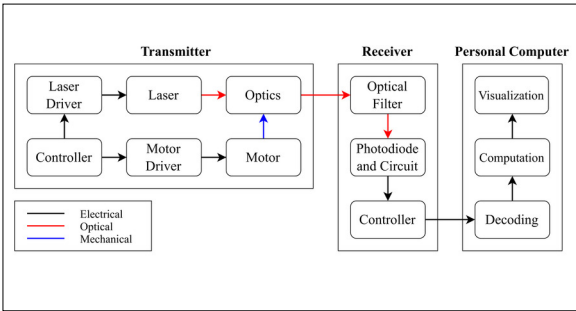 Transmitter
Laser
Driver
Laser
Optics
Controller
Motor
Driver
Motor
Receiver
Optical
Filter
Photodiode
and Circuit
Controller
Personal Computer
Visualization
Computation
Decoding
Electrical
Optical
Mechanical